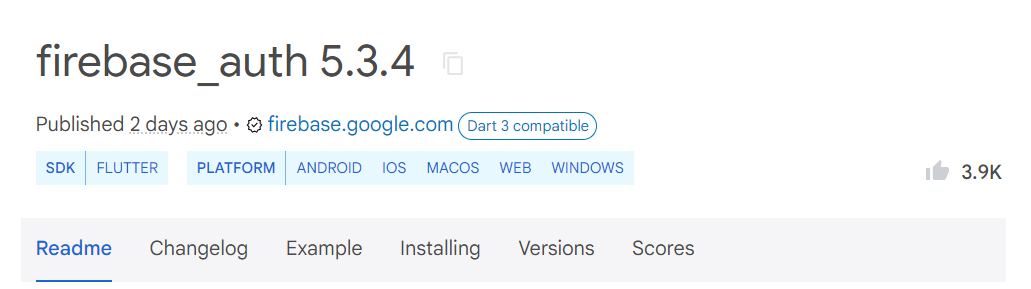 firebase_auth 5.3.4
Published 2 days ago • firebase.google.com Dart 3 compatible
SDK FLUTTER PLATFORM ANDROID IOS MACOS WEB WINDOWS
3.9K
Readme Changelog Example Installing Versions Scores